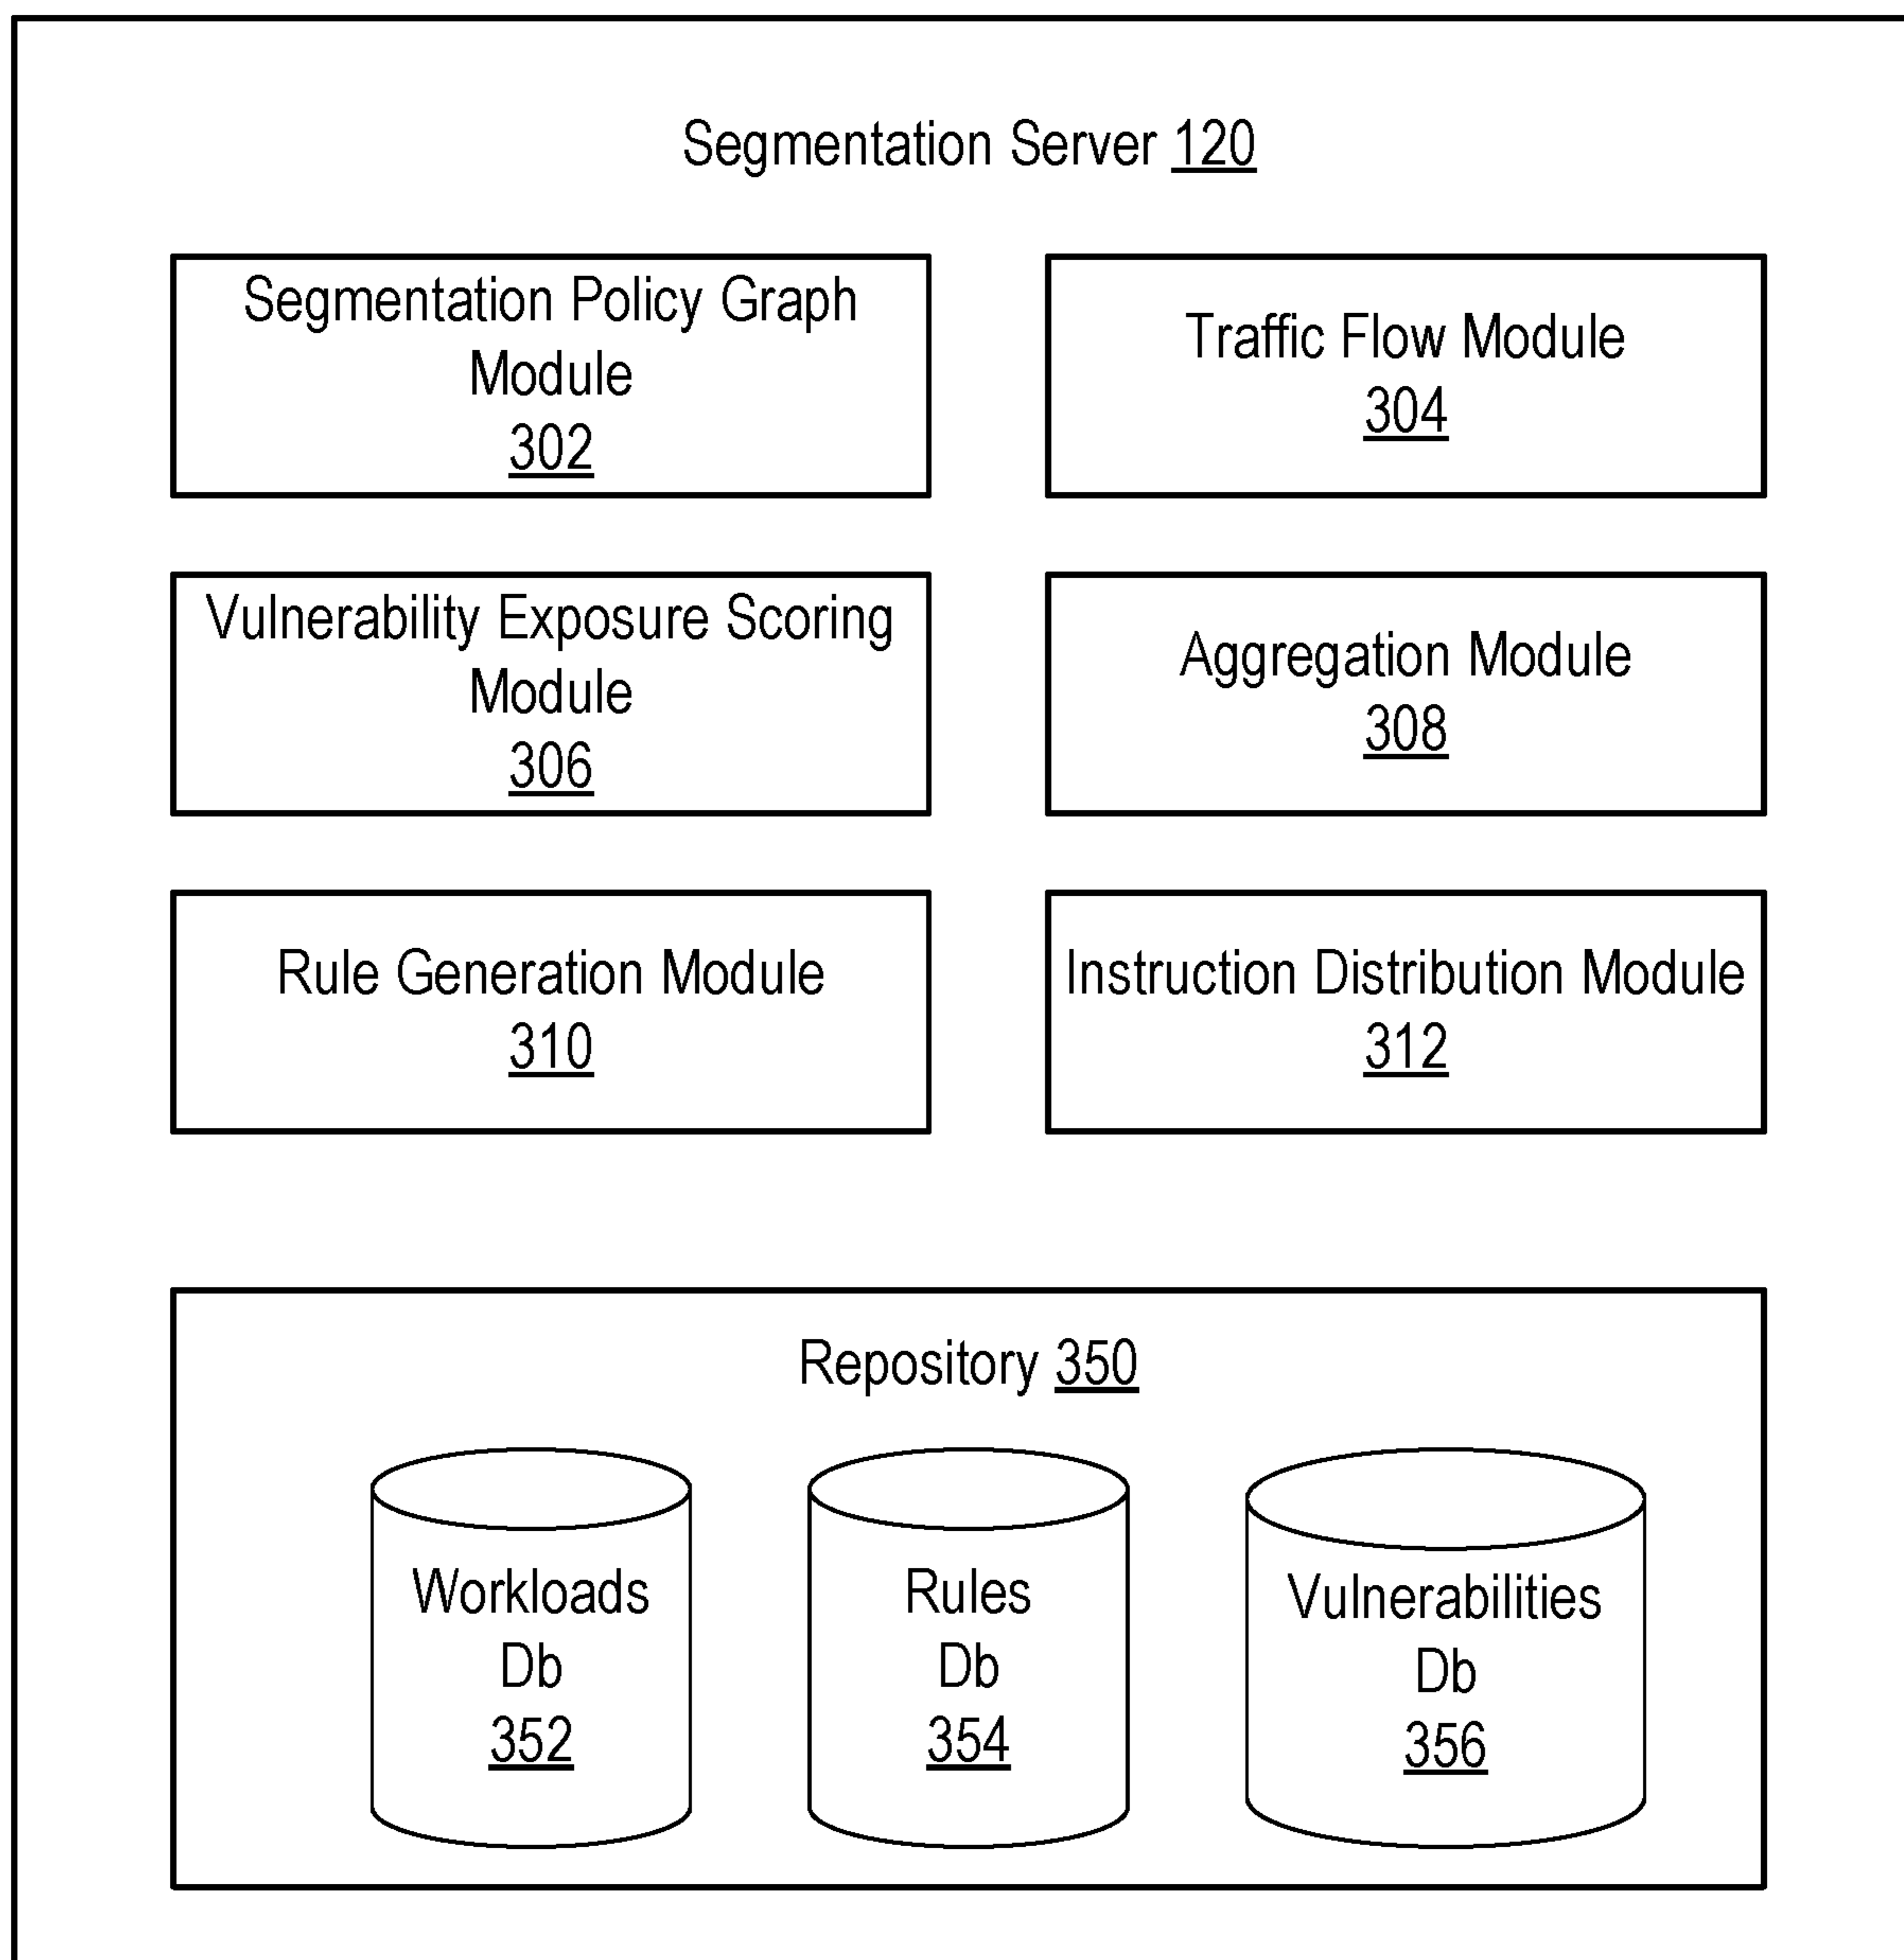 Segmentation Server 120
Segmentation Policy Graph
Module
302
Traffic Flow Module
304
Vulnerability Exposure Scoring
Module
306
Aggregation Module
308
Rule Generation Module
310
Instruction Distribution Module
312
Repository 350
Workloads
Db
352
Rules
Db
354
Vulnerabilities
Db
356